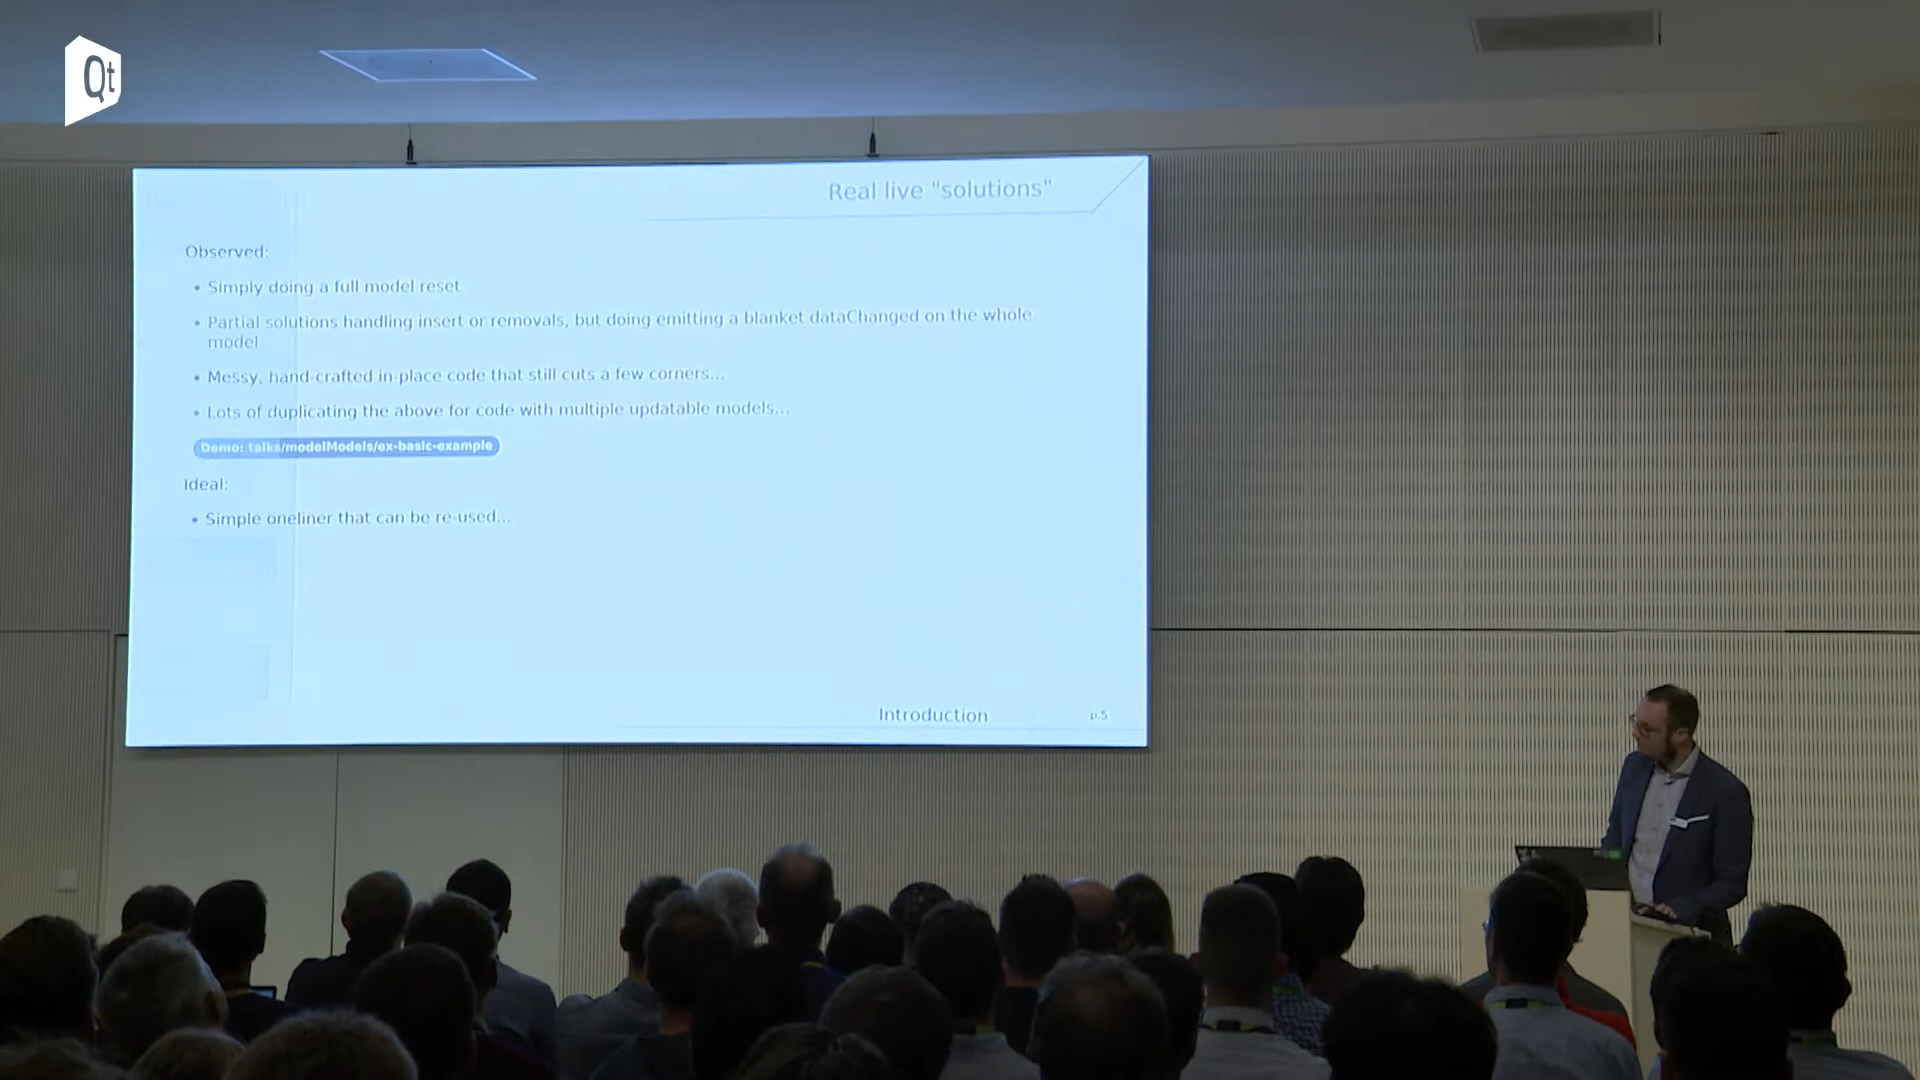 Qt
Real live "solutions"
Observed:
• Simply doing a full model reset
• Partial solutions handling insert or removals, but doing emitting a blanket dataChanged on the whole
model
• Messy, hand-crafted in-place code that still cuts a few corners...
• Lots of duplicating the above for code with multiple updatable models...
Demo: talks/modelModels/ex-basic-example
Ideal:
• Simple oneliner that can be re-used...
Introduction
p.5